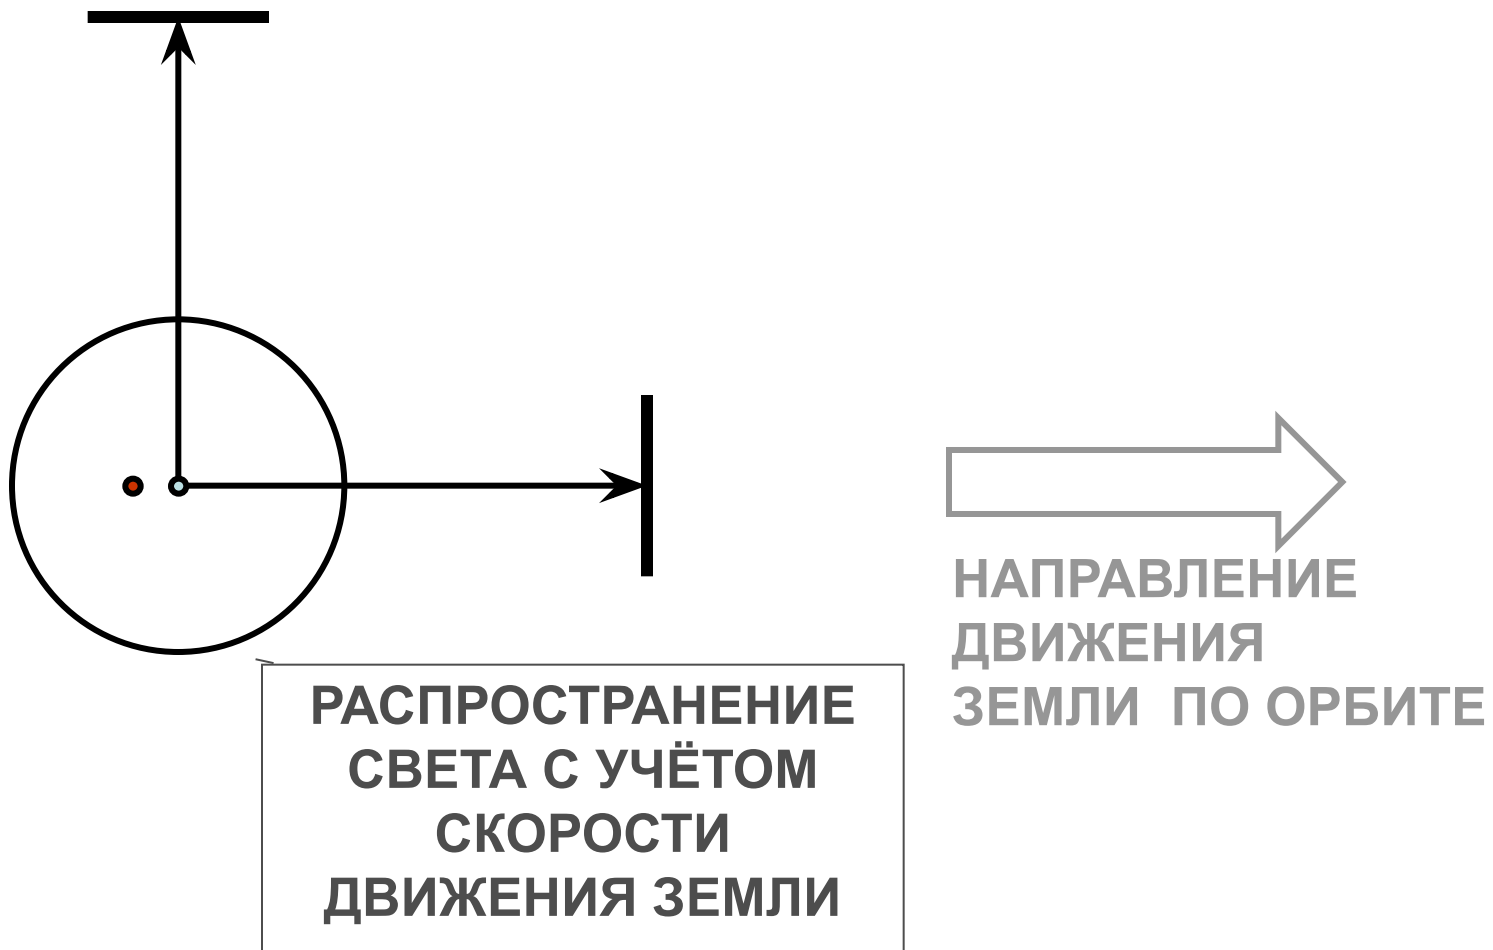 НАПРАВЛЕНИЕ
ДВИЖЕНИЯ
ЗЕМЛИ ПО ОРБИТЕ
РАСПРОСТРАНЕНИЕ
СВЕТА С УЧЁТОМ
СКОРОСТИ
ДВИЖЕНИЯ ЗЕМЛИ